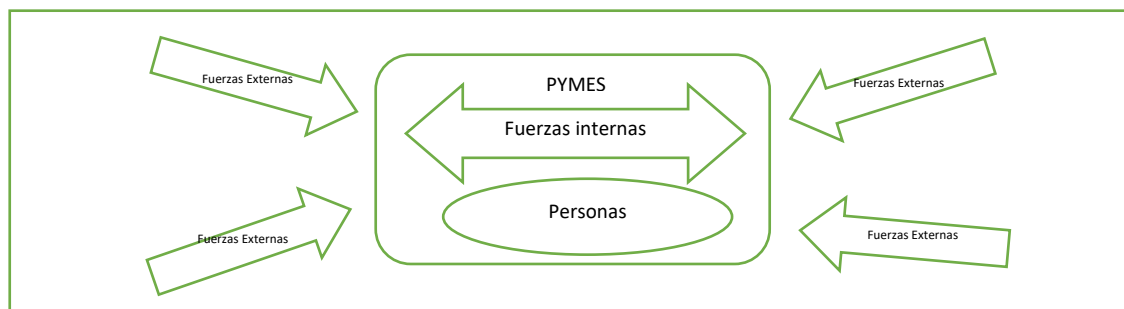 Fuerzas Externas
PYMES
Fuerzas Externas
Fuerzas internas
Personas
Fuerzas Externas
Fuerzas Externas